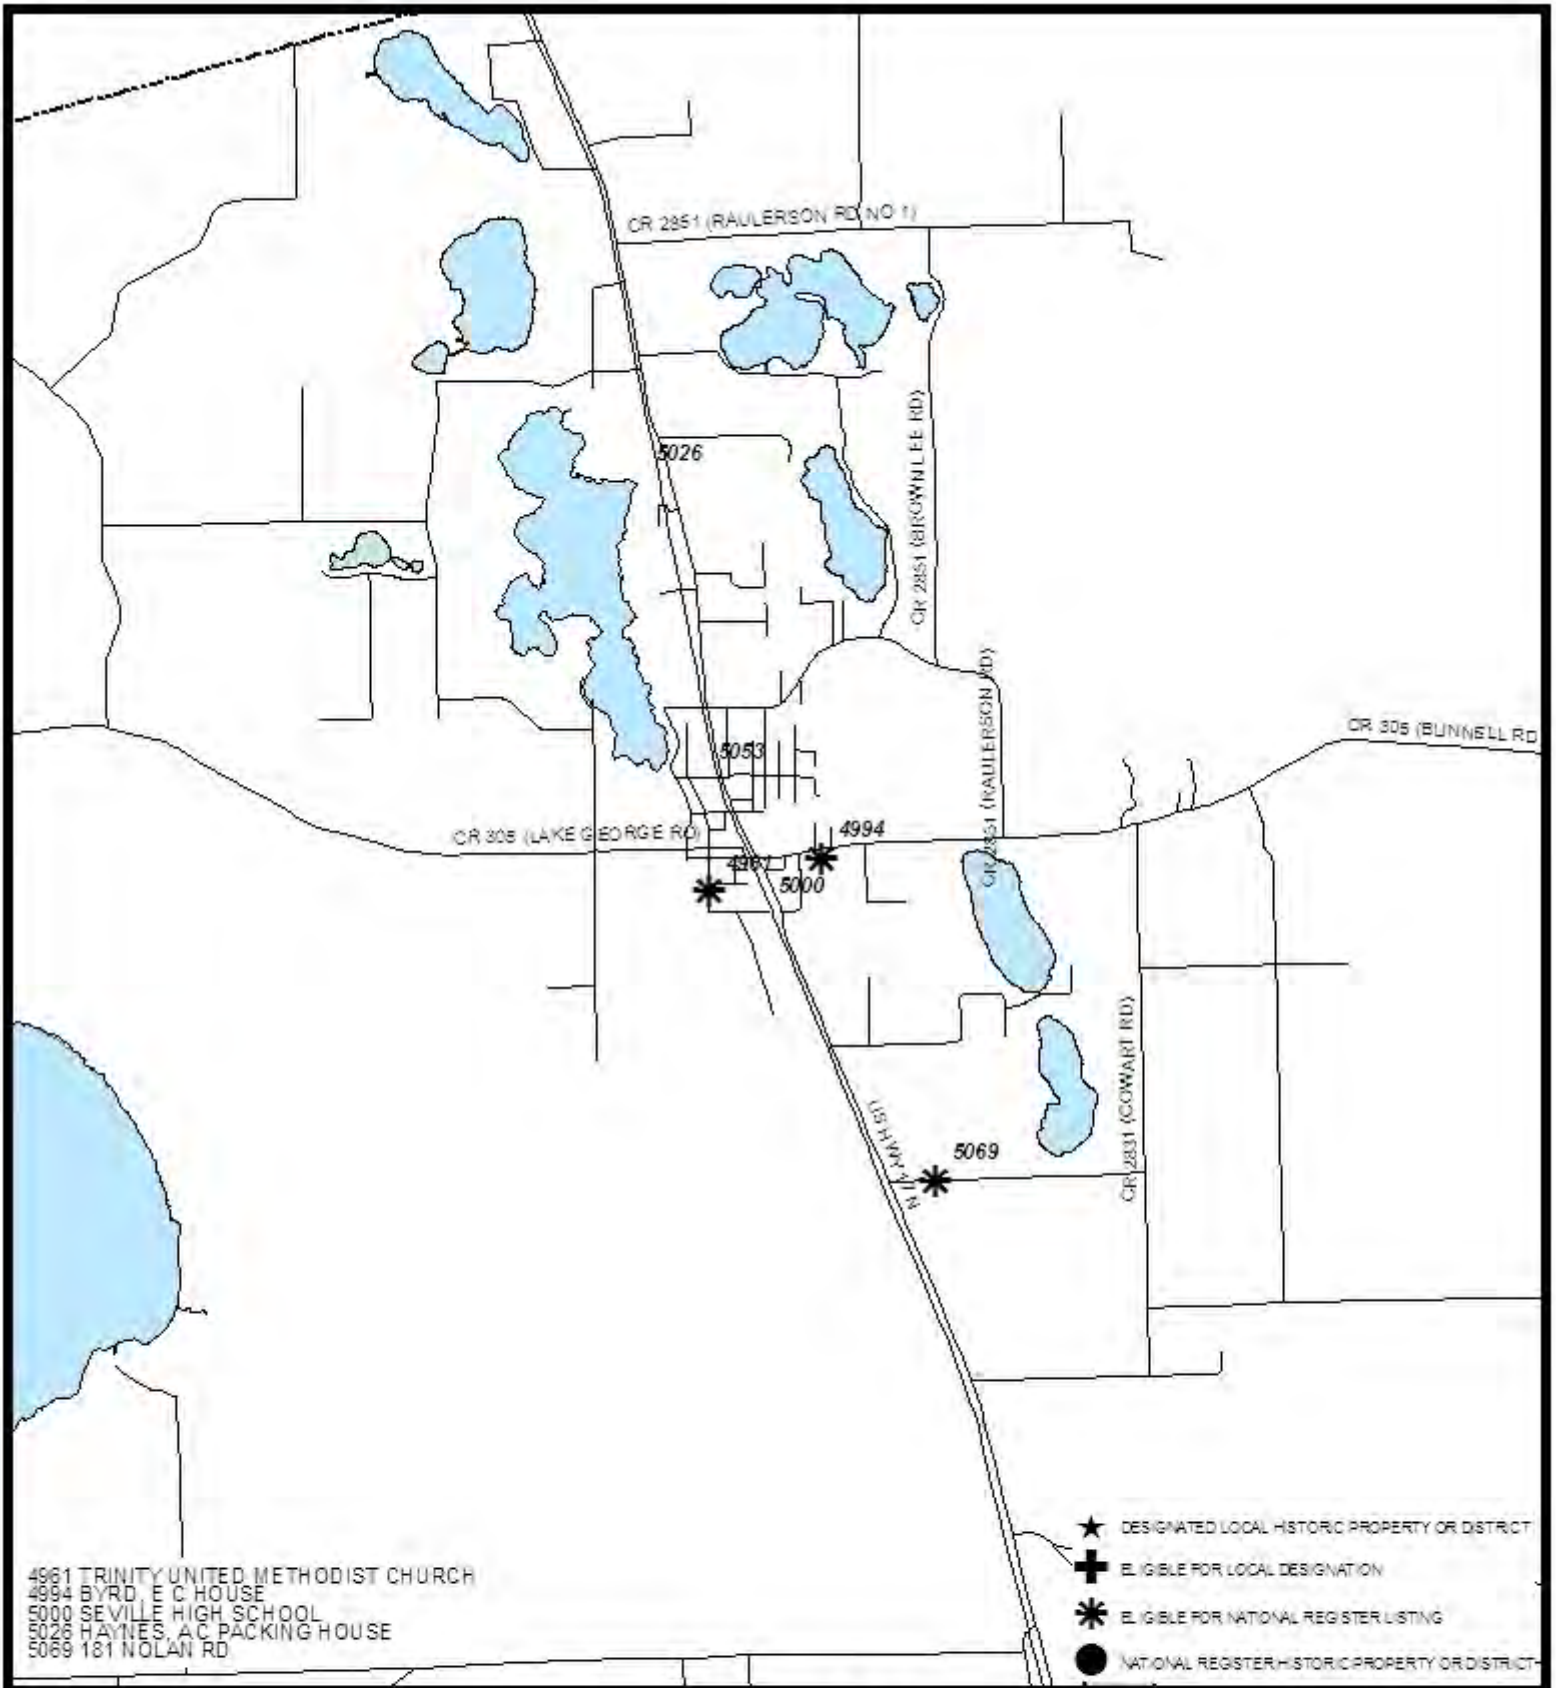 CR 2851 (RAULERSON RD NO 1)
5026
CR 2851 (BROWNLEE RD)
CR 2851 (RAULERSON RD)
CR 305 (BUNNELL RD
5053
CR 305 (LAKE GEORGE RD)
4994
4961
5000
CR 2831 (COWART RD)
US HWY 17 N
5069
DESIGNATED LOCAL HISTORIC PROPERTY OR DISTRICT
ELIGIBLE FOR LOCAL DESIGNATION
ELIGIBLE FOR NATIONAL REGISTER LISTING
NATIONAL REGISTER HISTORIC PROPERTY OR DISTRICT
4961 TRINITY UNITED METHODIST CHURCH
4994 BYRD, E C HOUSE
5000 SEVILLE HIGH SCHOOL
5026 HAYNES, A C PACKING HOUSE
5069 181 NOLAN RD